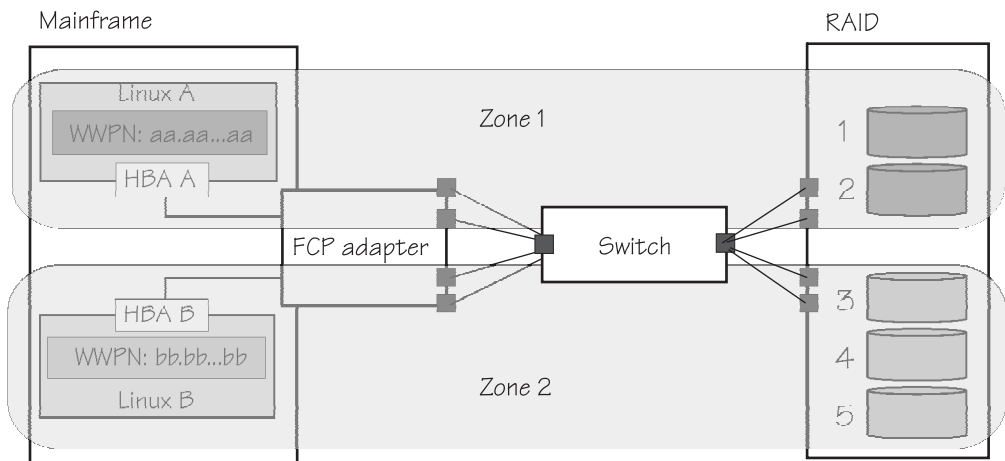 Mainframe
RAID
Linux A
WWPN: aa.aa...aa
HBA A
Zone 1
1
2
FCP adapter
Switch
HBA B
WWPN: bb.bb...bb
Linux B
Zone 2
3
4
5